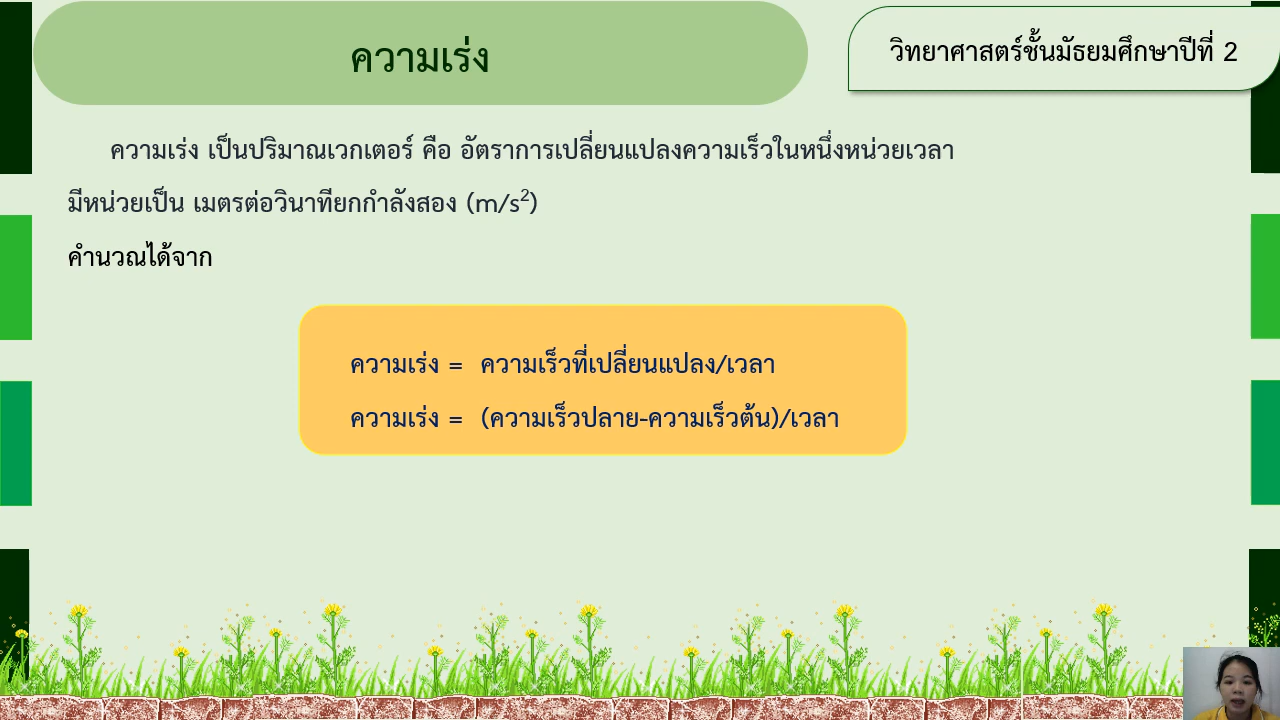 ความเร่ง
วิทยาศาสตร์ชั้นมัธยมศึกษาปีที่ 2
ความเร่ง เป็นปริมาณเวกเตอร์ คือ อัตราการเปลี่ยนแปลงความเร็วในหนึ่งหน่วยเวลา
มีหน่วยเป็น เมตรต่อวินาทียกกำลังสอง (m/s²)
คำนวณได้จาก
ความเร่ง = ความเร็วที่เปลี่ยนแปลง/เวลา
ความเร่ง = (ความเร็วปลาย-ความเร็วต้น)/เวลา